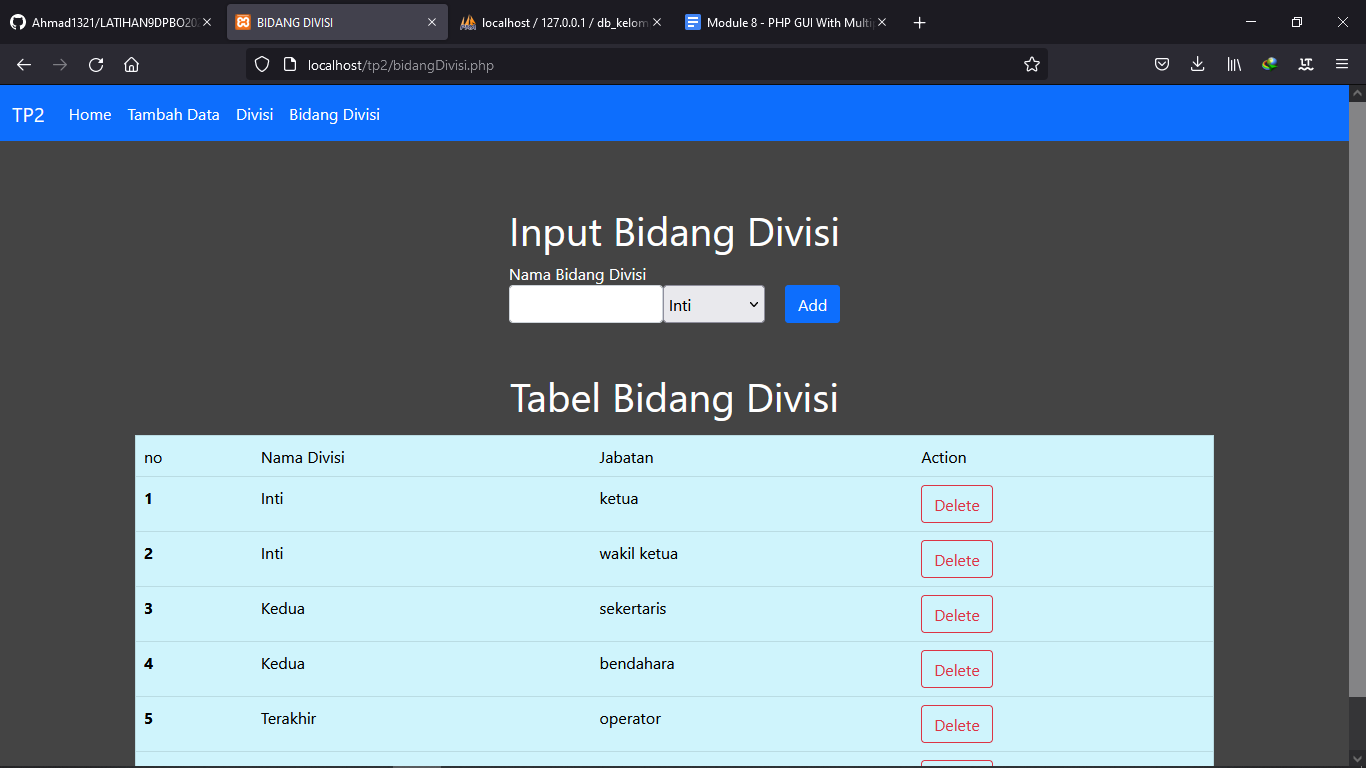 Ahmad1321/LATIHAN9DPBO202
BIDANG DIVISI
localhost / 127.0.0.1 / db_kelom
Module 8 - PHP GUI With Multip
localhost/tp2/bidangDivisi.php
TP2 Home Tambah Data Divisi Bidang Divisi
Input Bidang Divisi
Nama Bidang Divisi
Inti Add
Tabel Bidang Divisi
no Nama Divisi Jabatan Action
1 Inti ketua Delete
2 Inti wakil ketua Delete
3 Kedua sekertaris Delete
4 Kedua bendahara Delete
5 Terakhir operator Delete